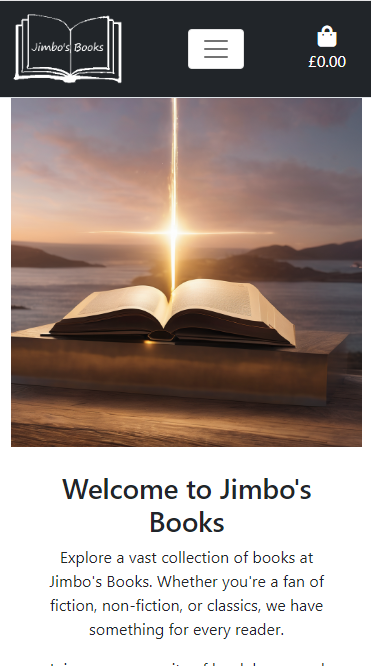 Jimbo's Books
£0.00
Welcome to Jimbo's
Books
Explore a vast collection of books at
Jimbo's Books. Whether you're a fan of
fiction, non-fiction, or classics, we have
something for every reader.